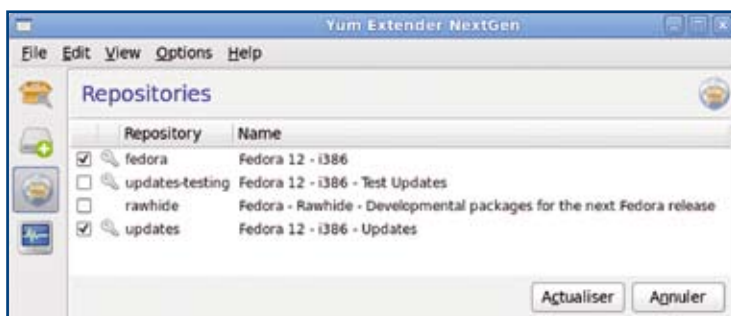 Yum Extender NextGen
File Edit View Options Help
Repositories
Repository Name
fedora Fedora 12 - i386
updates-testing Fedora 12 - i386 - Test Updates
rawhide Fedora - Rawhide - Developmental packages for the next Fedora release
updates Fedora 12 - i386 - Updates
Actualiser Annuler